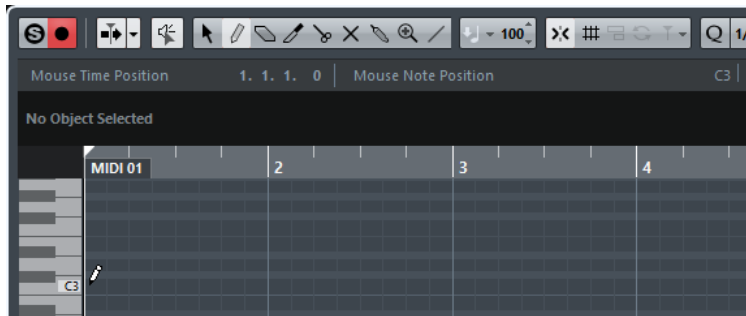 S 100 Q 1/
Mouse Time Position 1. 1. 1. 0 Mouse Note Position C3
No Object Selected
MIDI 01 2 3 4
C3